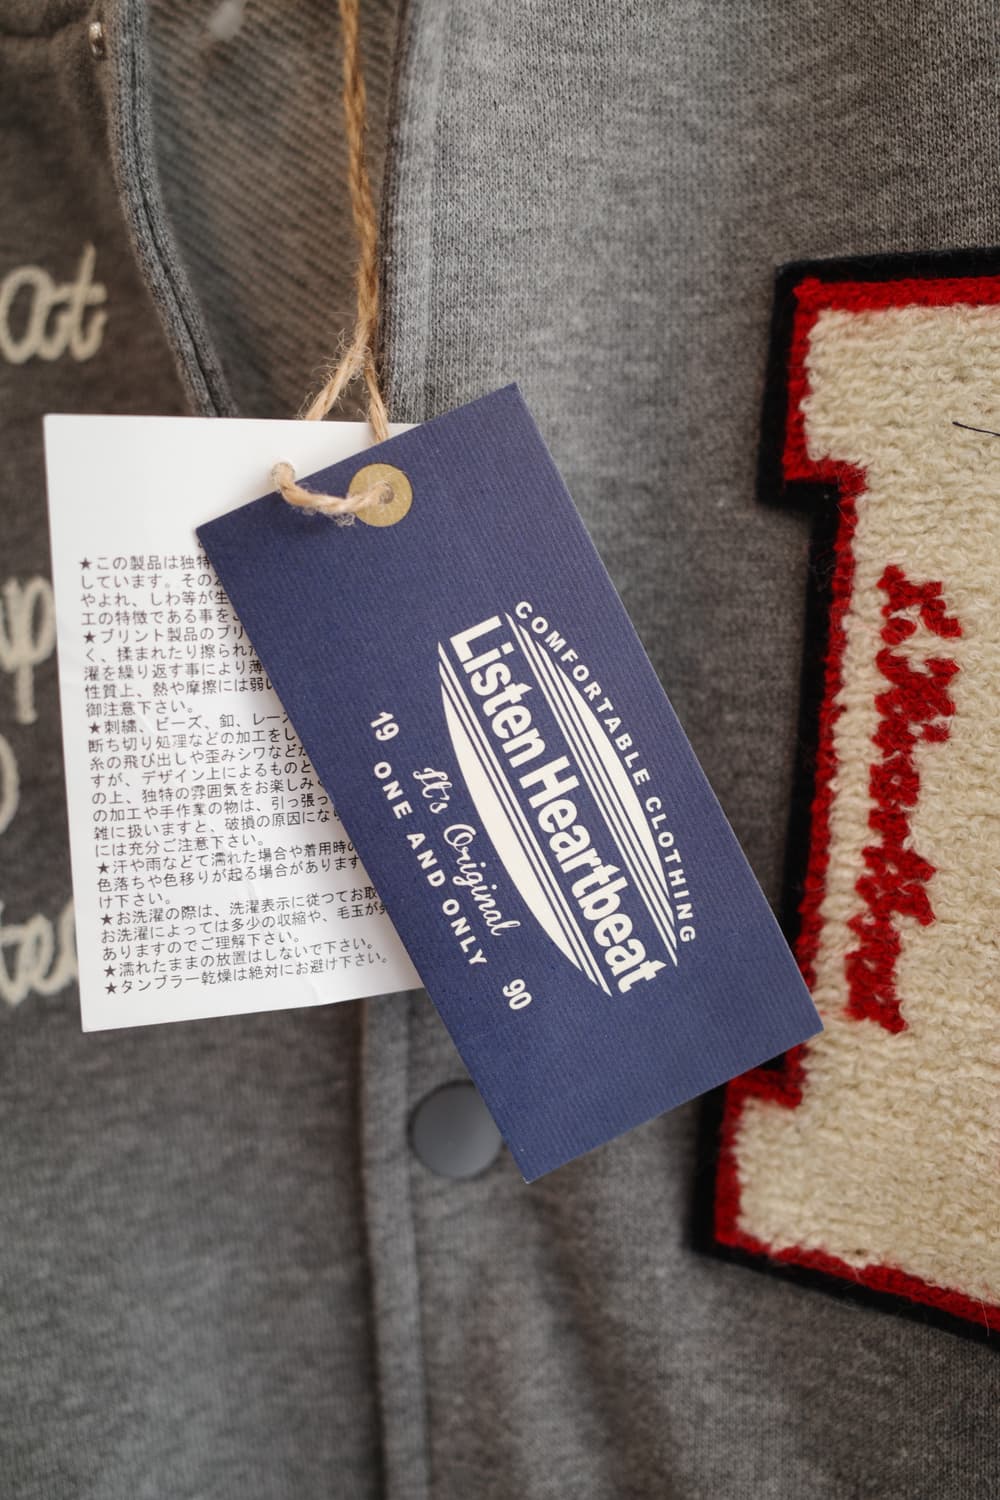 at
★この製品は独特
しています。その
やよれ、しわ等が生
工の特徴である事を
★プリント製品のプリ
く、揉まれたり擦られた
濯を繰り返す事により薄
性質上、熱や摩擦には弱い
御注意下さい。
★刺繍、ビーズ、釦、レース
断ち切り処理などの加工をし
糸の飛び出しや歪みシワなどが
すが、デザイン上によるものと
の上、独特の雰囲気をお楽しみ
の加工や手作業の物は、引っ張っ
雑に扱いますと、破損の原因になり
には充分ご注意下さい。
★汗や雨などて濡れた場合や着用時の
色落ちや色移りが起る場合があります
け下さい。
★お洗濯の際は、洗濯表示に従つてお取
お洗濯によっては多少の収縮や、毛玉が発
ありますのでご理解下さい。
★濡れたままの放置はしないで下さい。
★タンブラー乾燥は絶対にお避け下さい。
COMFORTABLE CLOTHING
Listen Heartbeat
It's Original
19 ONE AND ONLY 90